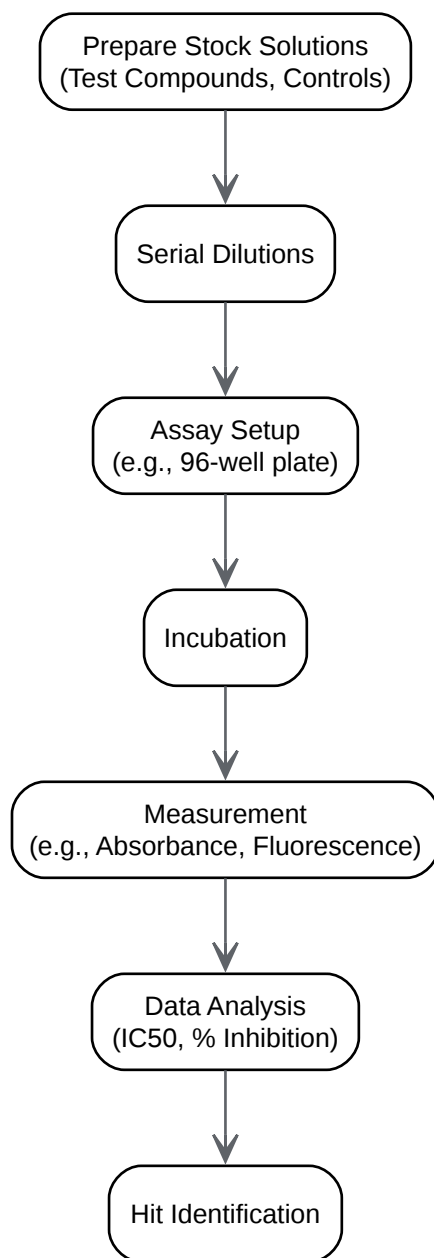 Prepare Stock Solutions
(Test Compounds, Controls)
Serial Dilutions
Assay Setup
(e.g., 96-well plate)
Incubation
Measurement
(e.g., Absorbance, Fluorescence)
Data Analysis
(IC50, % Inhibition)
Hit Identification